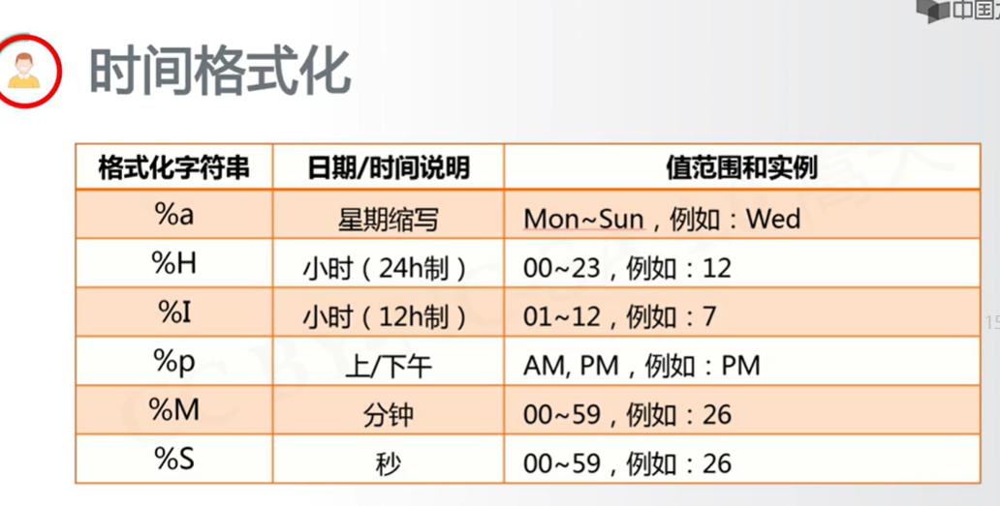 中国
时间格式化
格式化字符串 日期/时间说明 值范围和实例
%a 星期缩写 Mon~Sun，例如：Wed
%H 小时（24h制） 00~23，例如：12
%I 小时（12h制） 01~12，例如：7
%p 上/下午 AM, PM，例如：PM
%M 分钟 00~59，例如：26
%S 秒 00~59，例如：26